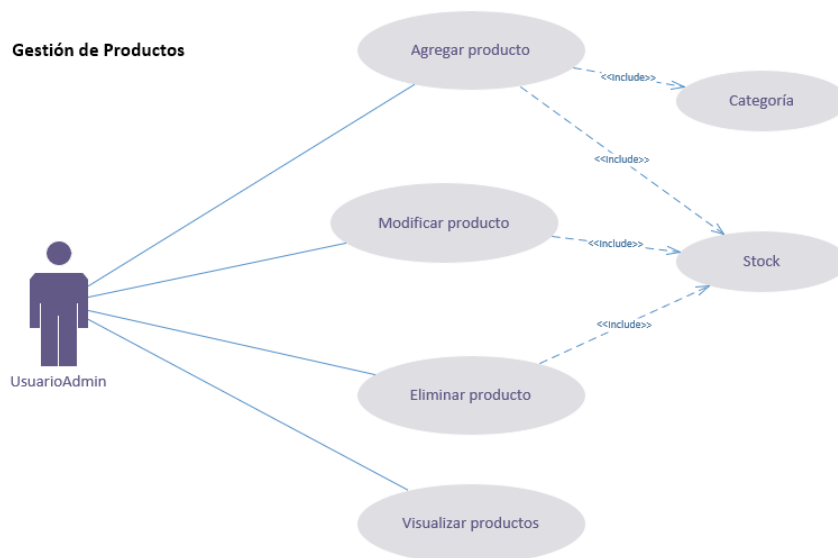 Gestión de Productos
Agregar producto
<<Include>>
Categoría
<<Include>>
Modificar producto
<<Include>>
Stock
<<Include>>
UsuarioAdmin
Eliminar producto
Visualizar productos